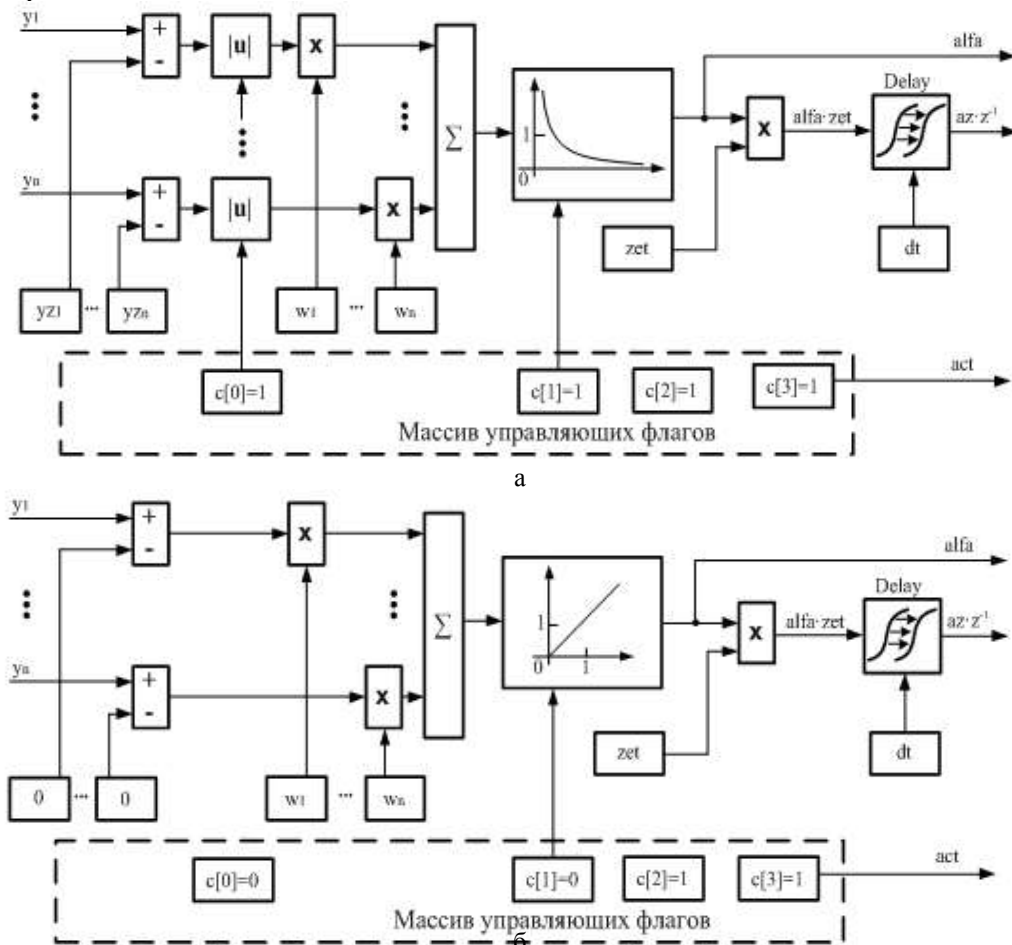 y1
+
-
|u|
x
alfa
Delay
1
0
Σ
x
alfa·zet
az·z⁻¹
yn
+
-
|u|
x
zet
dt
yz1 ... yzn
w1 ... wn
c[0]=1
c[1]=1
c[2]=1
c[3]=1
act
Массив управляющих флагов
а
y1
+
-
x
alfa
Delay
1
0
1
Σ
x
alfa·zet
az·z⁻¹
yn
+
-
x
zet
dt
0 ... 0
w1 ... wn
c[0]=0
c[1]=0
c[2]=1
c[3]=1
act
Массив управляющих флагов
б